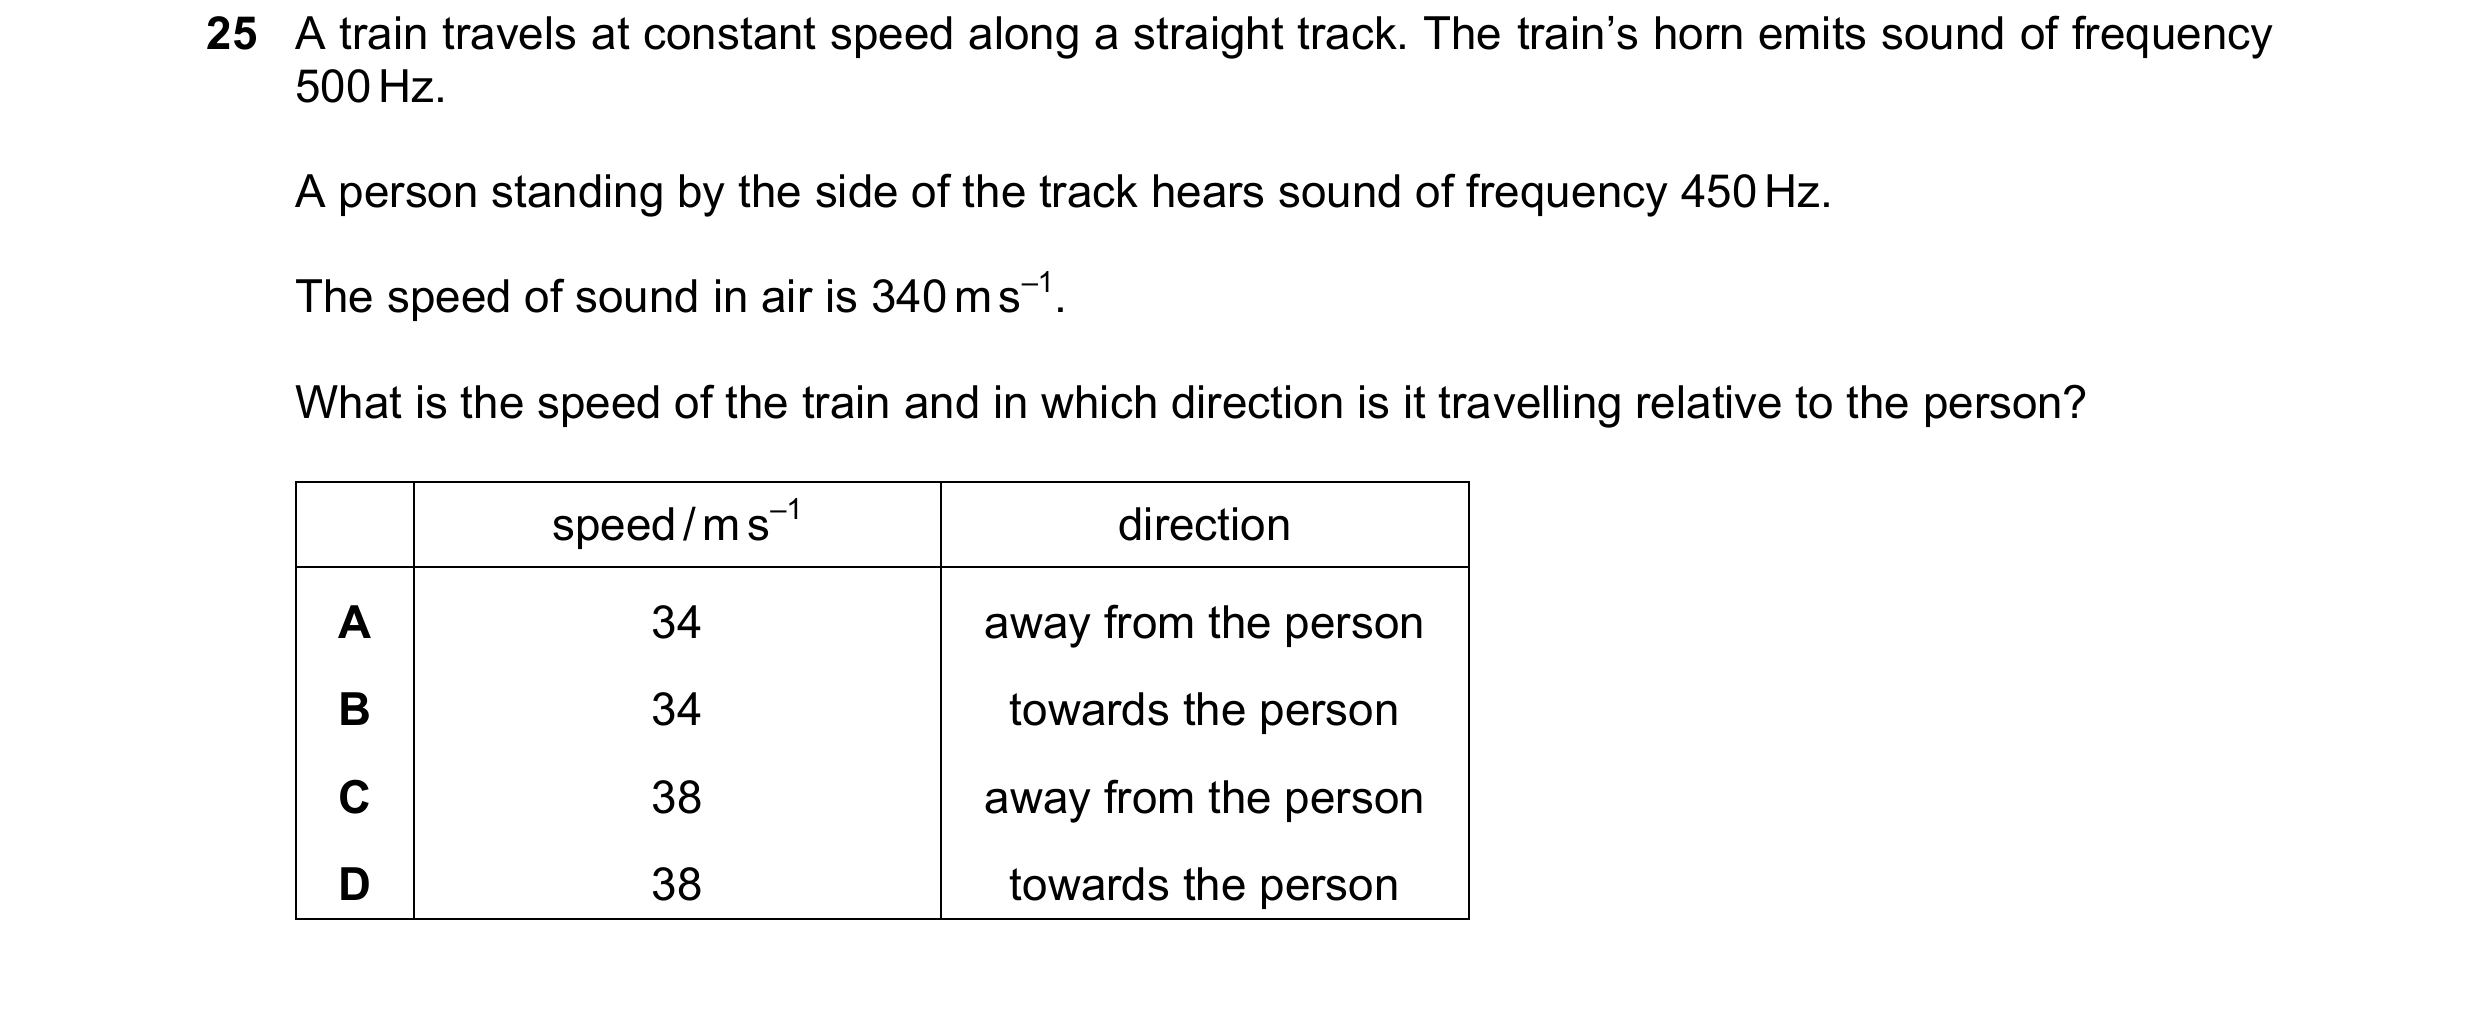 25 A train travels at constant speed along a straight track. The train’s horn emits sound of frequency
500 Hz.
A person standing by the side of the track hears sound of frequency 450 Hz.
The speed of sound in air is 340 m s⁻¹.
What is the speed of the train and in which direction is it travelling relative to the person?
speed / m s⁻¹ direction
A 34 away from the person
B 34 towards the person
C 38 away from the person
D 38 towards the person